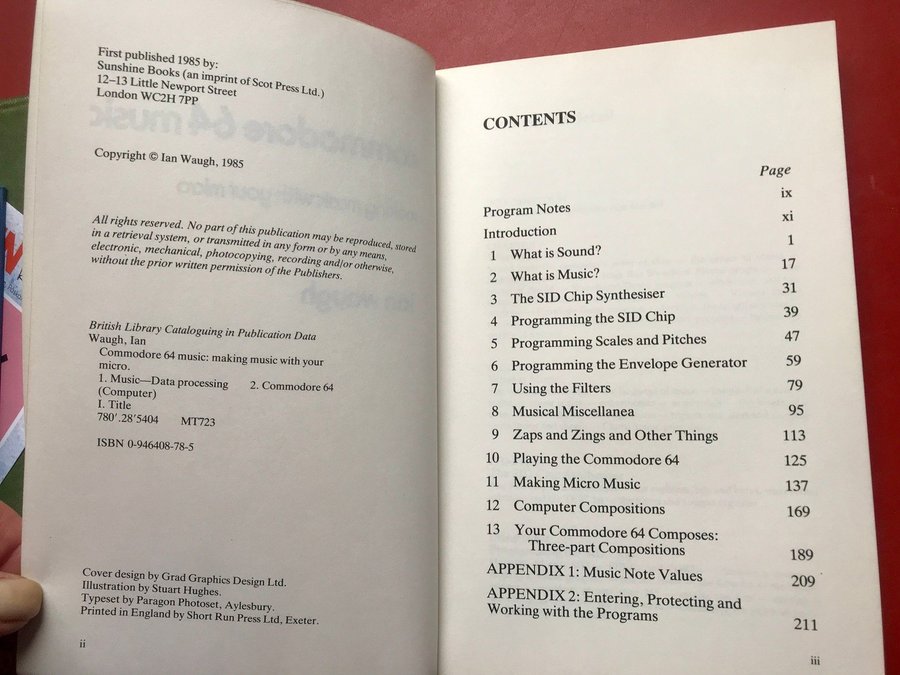 First published 1985 by:
Sunshine Books (an imprint of Scot Press Ltd.)
12–13 Little Newport Street
London WC2H 7PP
Copyright © Ian Waugh, 1985
All rights reserved. No part of this publication may be reproduced, stored
in a retrieval system, or transmitted in any form or by any means,
electronic, mechanical, photocopying, recording and/or otherwise,
without the prior written permission of the Publishers.
British Library Cataloguing in Publication Data
Waugh, Ian
Commodore 64 music: making music with your
micro.
1. Music—Data processing 2. Commodore 64
(Computer)
I. Title
780'.28'5404 MT723
ISBN 0-946408-78-5
Cover design by Grad Graphics Design Ltd.
Illustration by Stuart Hughes.
Typeset by Paragon Photoset, Aylesbury.
Printed in England by Short Run Press Ltd, Exeter.
ii
CONTENTS
Page
Program Notes ix
Introduction xi
1 What is Sound? 1
2 What is Music? 17
3 The SID Chip Synthesiser 31
4 Programming the SID Chip 39
5 Programming Scales and Pitches 47
6 Programming the Envelope Generator 59
7 Using the Filters 79
8 Musical Miscellanea 95
9 Zaps and Zings and Other Things 113
10 Playing the Commodore 64 125
11 Making Micro Music 137
12 Computer Compositions 169
13 Your Commodore 64 Composes:
Three-part Compositions 189
APPENDIX 1: Music Note Values 209
APPENDIX 2: Entering, Protecting and
Working with the Programs 211
iii